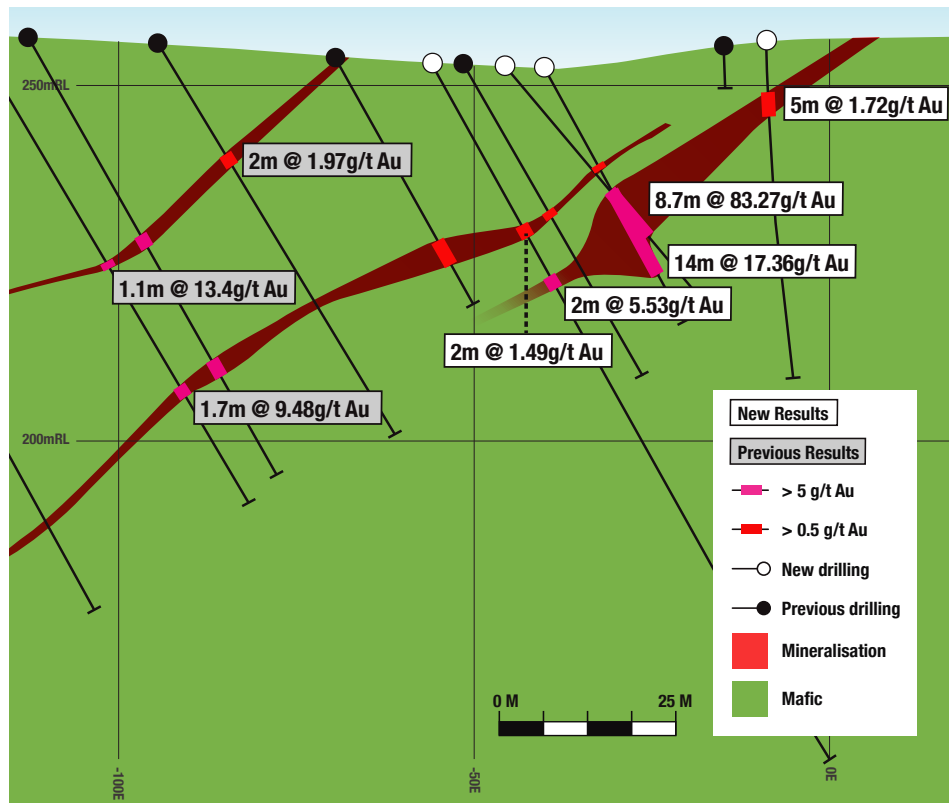 250mRL
5m @ 1.72g/t Au
2m @ 1.97g/t Au
8.7m @ 83.27g/t Au
14m @ 17.36g/t Au
1.1m @ 13.4g/t Au
2m @ 5.53g/t Au
2m @ 1.49g/t Au
1.7m @ 9.48g/t Au
200mRL
New Results
Previous Results
> 5 g/t Au
> 0.5 g/t Au
New drilling
Previous drilling
Mineralisation
Mafic
0 M
25 M
-100E
-50E
0E